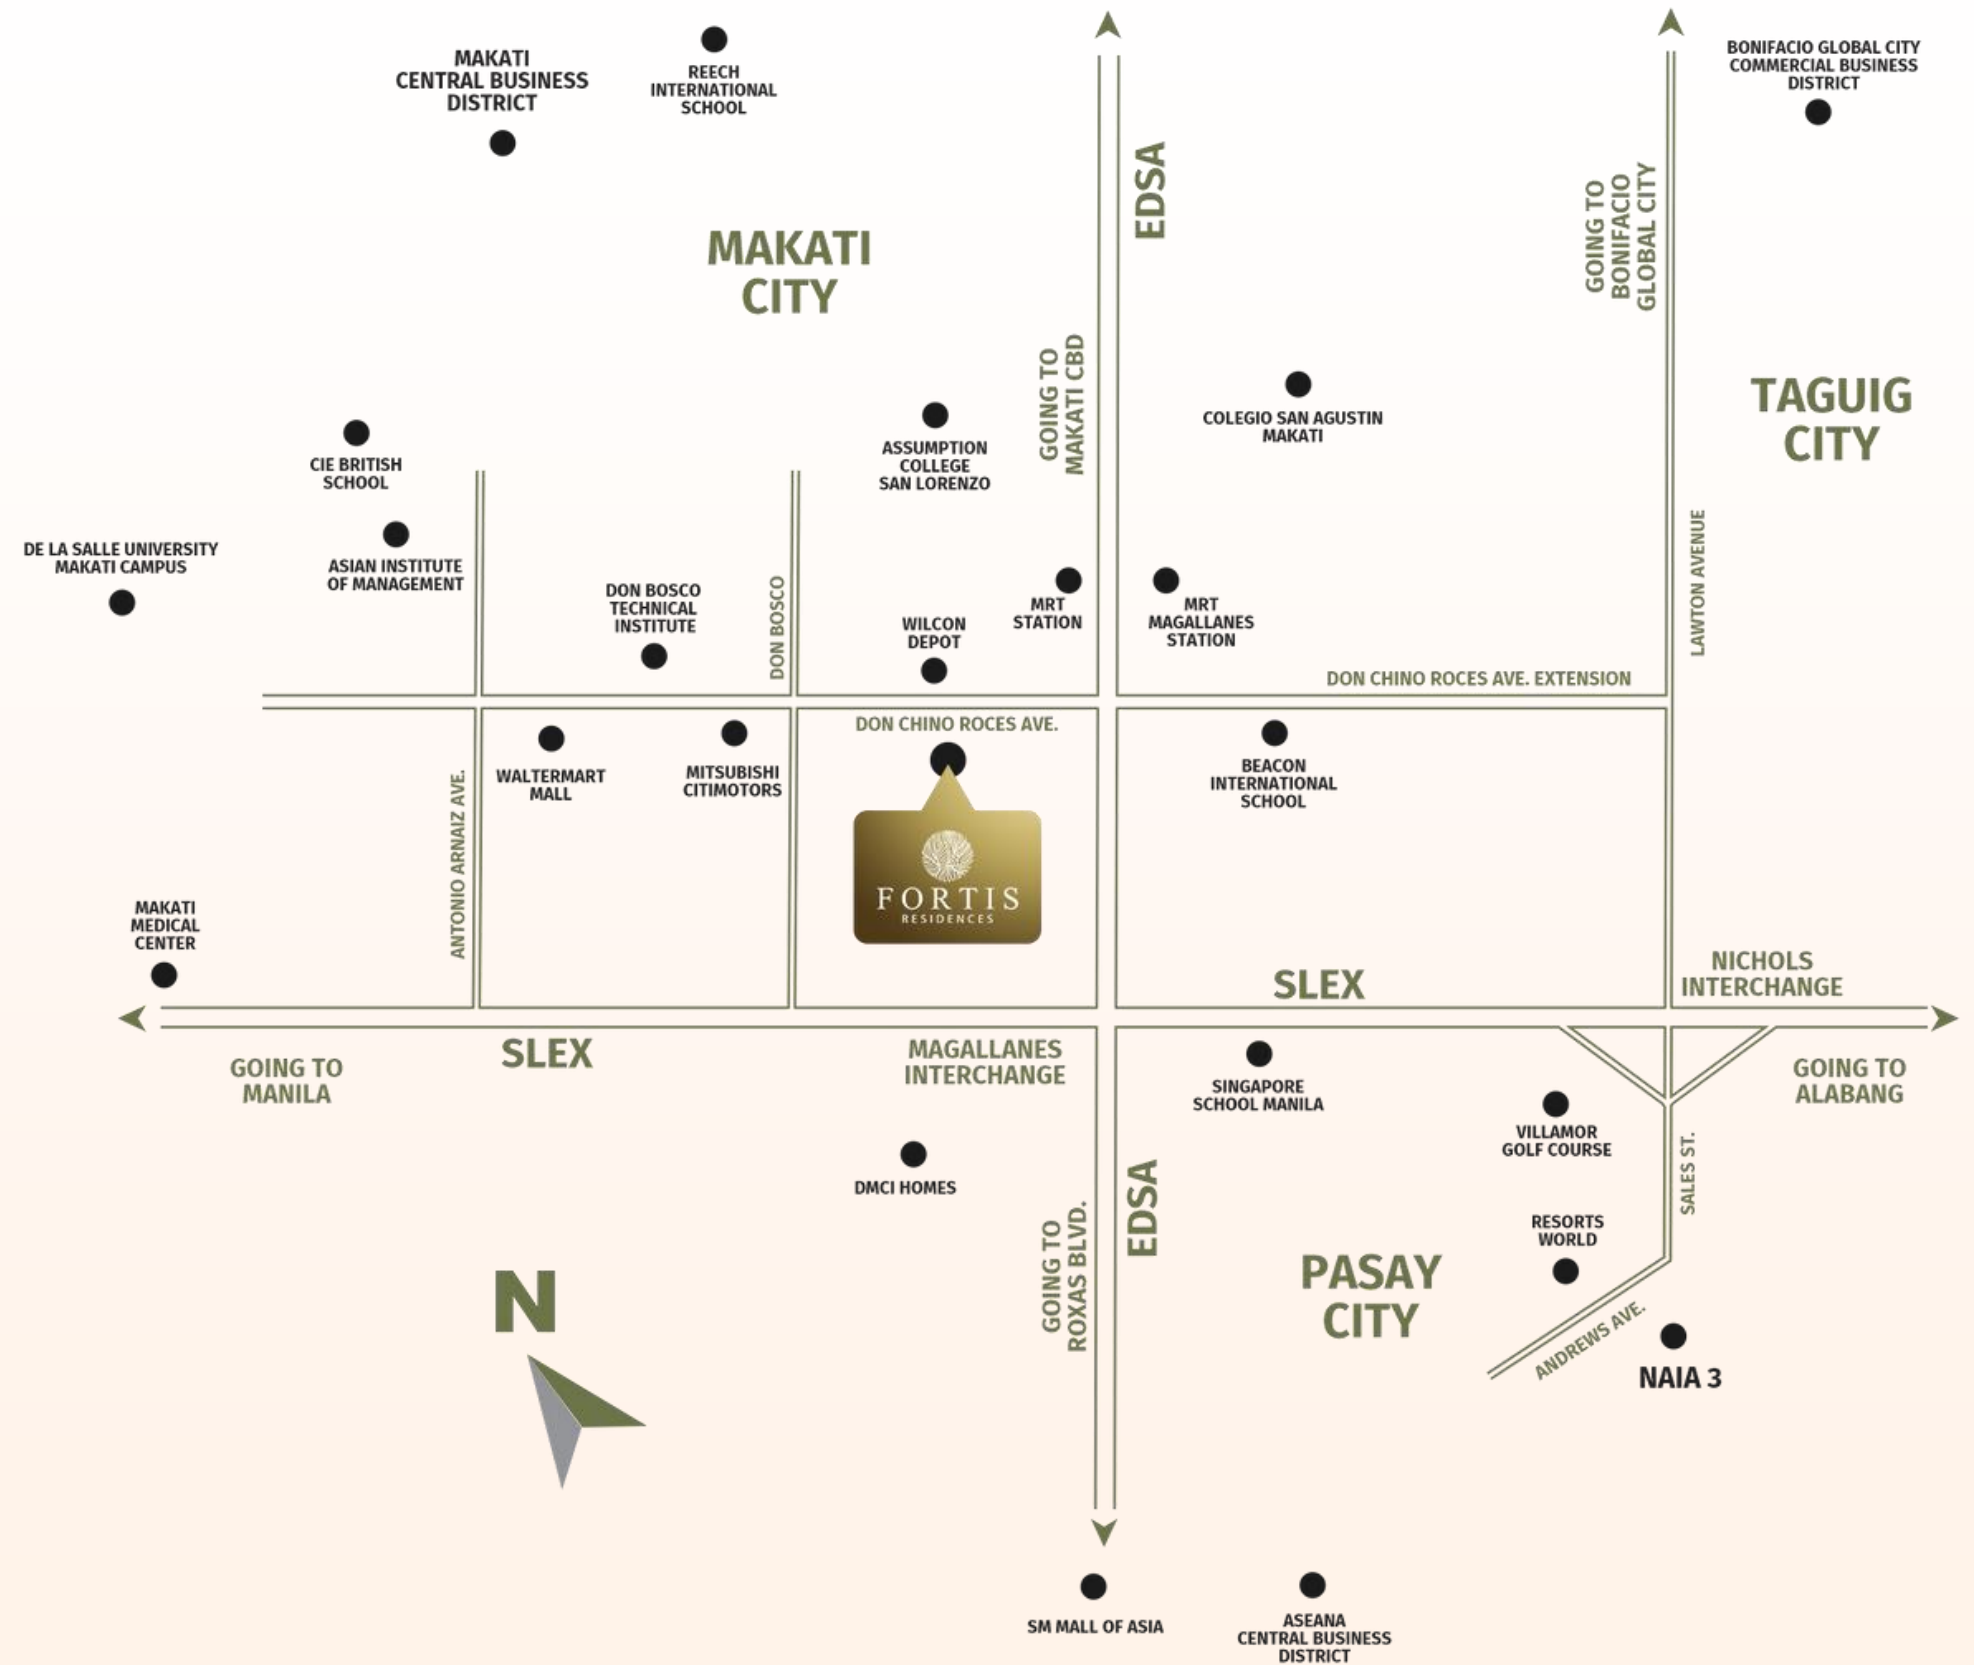 MAKATI
CENTRAL BUSINESS
DISTRICT
REECH
INTERNATIONAL
SCHOOL
BONIFACIO GLOBAL CITY
COMMERCIAL BUSINESS
DISTRICT
EDSA
GOING TO
BONIFACIO
GLOBAL CITY
MAKATI
CITY
GOING TO
MAKATI CBD
COLEGIO SAN AGUSTIN
MAKATI
TAGUIG
CITY
CIE BRITISH
SCHOOL
ASSUMPTION
COLLEGE
SAN LORENZO
DE LA SALLE UNIVERSITY
MAKATI CAMPUS
ASIAN INSTITUTE
OF MANAGEMENT
DON BOSCO
TECHNICAL
INSTITUTE
DON BOSCO
WILCON
DEPOT
MRT
STATION
MRT
MAGALLANES
STATION
LAWTON AVENUE
DON CHINO ROCES AVE. EXTENSION
DON CHINO ROCES AVE.
WALTERMART
MALL
MITSUBISHI
CITIMOTORS
BEACON
INTERNATIONAL
SCHOOL
ANTONIO ARNAIZ AVE.
FORTIS
RESIDENCES
MAKATI
MEDICAL
CENTER
SLEX
NICHOLS
INTERCHANGE
GOING TO
MANILA
SLEX
MAGALLANES
INTERCHANGE
SINGAPORE
SCHOOL MANILA
GOING TO
ALABANG
VILLAMOR
GOLF COURSE
SALES ST.
DMCI HOMES
EDSA
GOING TO
ROXAS BLVD.
RESORTS
WORLD
PASAY
CITY
N
ANDREWS AVE.
NAIA 3
SM MALL OF ASIA
ASEANA
CENTRAL BUSINESS
DISTRICT